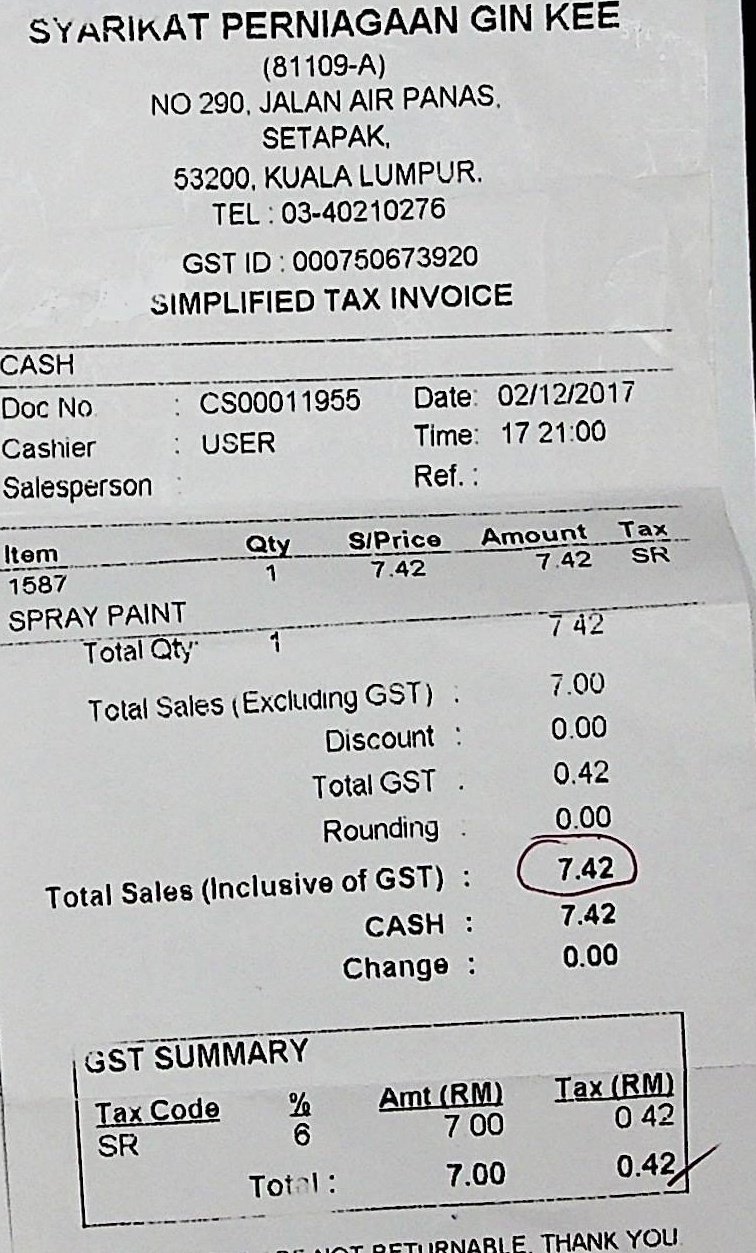 SYARIKAT PERNIAGAAN GIN KEE
(81109-A)
NO 290, JALAN AIR PANAS,
SETAPAK,
53200, KUALA LUMPUR.
TEL : 03-40210276
GST ID : 000750673920
SIMPLIFIED TAX INVOICE
CASH
Doc No : CS00011955 Date: 02/12/2017
Cashier : USER Time: 17 21:00
Salesperson : Ref. :
Item Qty S/Price Amount Tax
1587 1 7.42 7.42 SR
SPRAY PAINT
Total Qty: 1 7 42
Total Sales (Excluding GST) : 7.00
Discount : 0.00
Total GST . 0.42
Rounding : 0.00
Total Sales (Inclusive of GST) : 7.42
CASH : 7.42
Change : 0.00
GST SUMMARY
Tax Code % Amt (RM) Tax (RM)
SR 6 7 00 0 42
Total : 7.00 0.42
NOT RETURNABLE, THANK YOU.